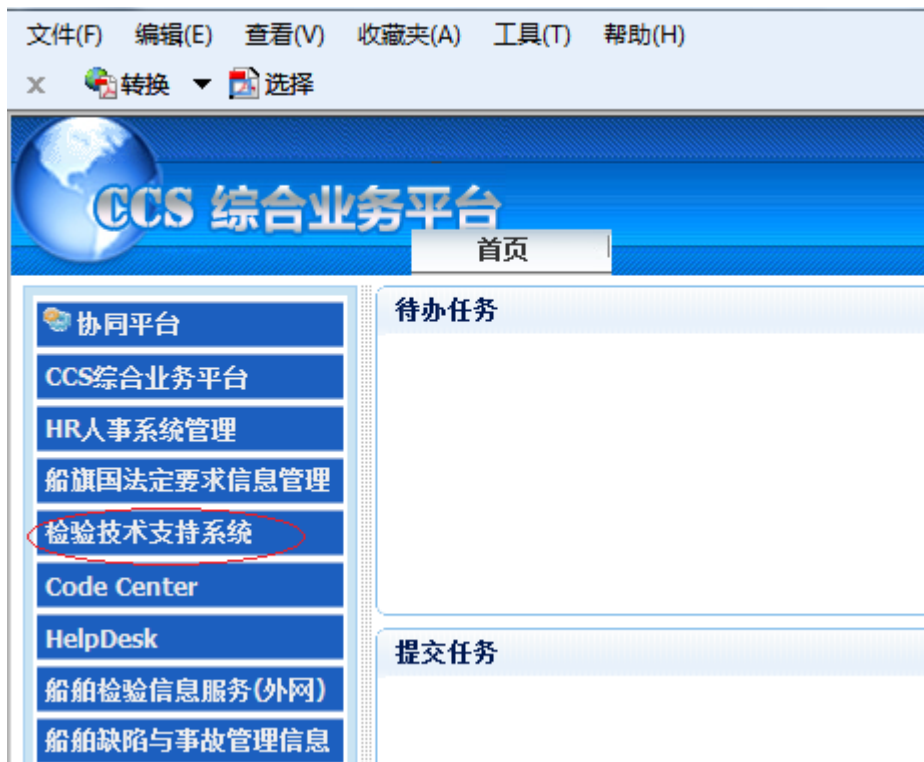 文件(F) 编辑(E) 查看(V) 收藏夹(A) 工具(T) 帮助(H)
x 转换 选择
CCS 综合业务平台
首页
协同平台
CCS综合业务平台
HR人事系统管理
船旗国法定要求信息管理
检验技术支持系统
Code Center
HelpDesk
船舶检验信息服务(外网)
船舶缺陷与事故管理信息
待办任务
提交任务